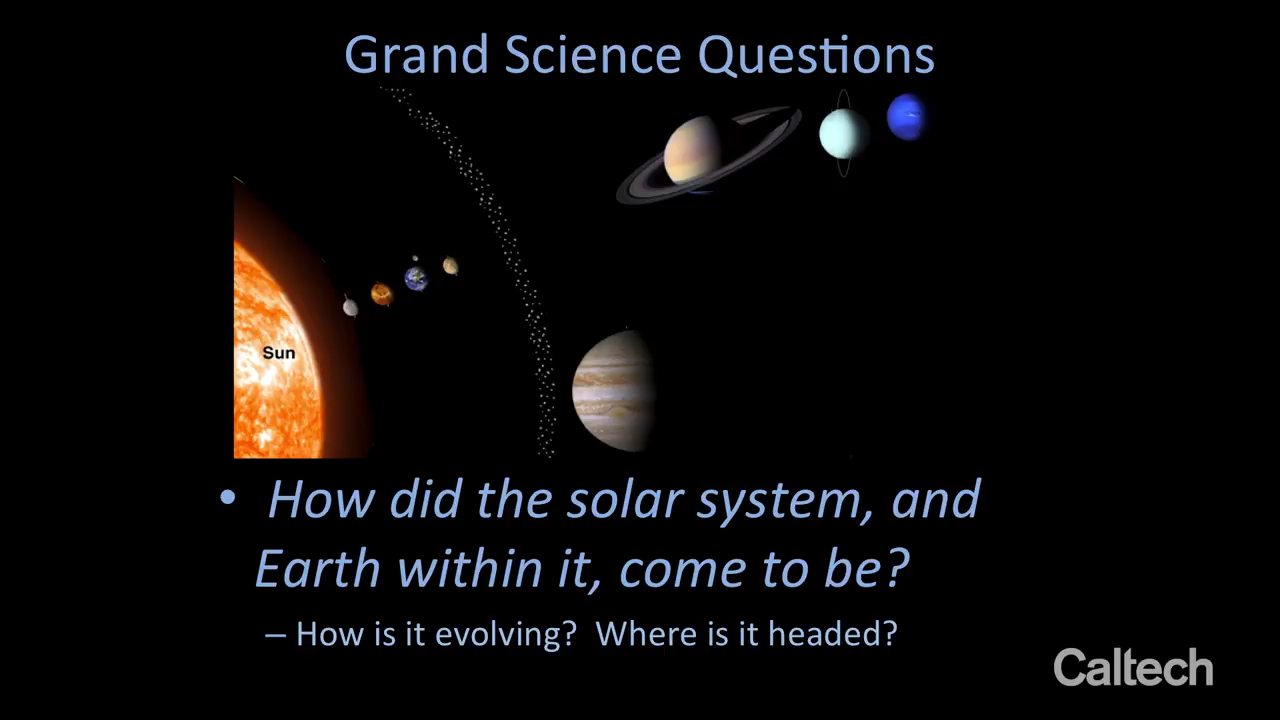 Grand Science Questions
Sun
• How did the solar system, and
Earth within it, come to be?
– How is it evolving? Where is it headed?
Caltech